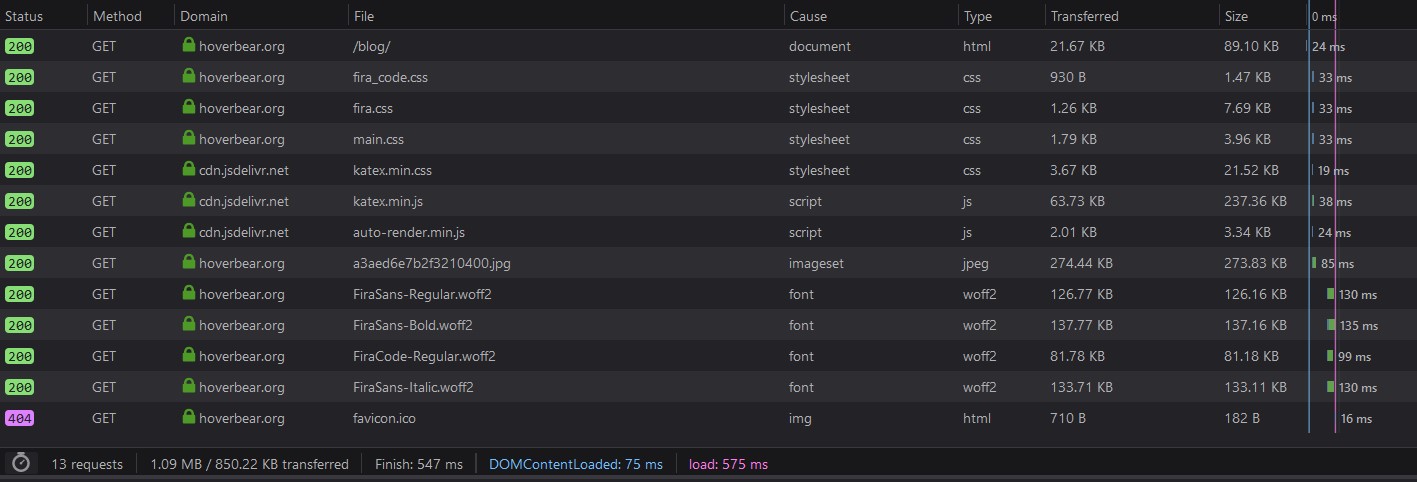 Status Method Domain File Cause Type Transferred Size 0 ms
200 GET hoverbear.org /blog/ document html 21.67 KB 89.10 KB 24 ms
200 GET hoverbear.org fira_code.css stylesheet css 930 B 1.47 KB 33 ms
200 GET hoverbear.org fira.css stylesheet css 1.26 KB 7.69 KB 33 ms
200 GET hoverbear.org main.css stylesheet css 1.79 KB 3.96 KB 33 ms
200 GET cdn.jsdelivr.net katex.min.css stylesheet css 3.67 KB 21.52 KB 19 ms
200 GET cdn.jsdelivr.net katex.min.js script js 63.73 KB 237.36 KB 38 ms
200 GET cdn.jsdelivr.net auto-render.min.js script js 2.01 KB 3.34 KB 24 ms
200 GET hoverbear.org a3aed6e7b2f3210400.jpg imageset jpeg 274.44 KB 273.83 KB 85 ms
200 GET hoverbear.org FiraSans-Regular.woff2 font woff2 126.77 KB 126.16 KB 130 ms
200 GET hoverbear.org FiraSans-Bold.woff2 font woff2 137.77 KB 137.16 KB 135 ms
200 GET hoverbear.org FiraCode-Regular.woff2 font woff2 81.78 KB 81.18 KB 99 ms
200 GET hoverbear.org FiraSans-Italic.woff2 font woff2 133.71 KB 133.11 KB 130 ms
404 GET hoverbear.org favicon.ico img html 710 B 182 B 16 ms
13 requests 1.09 MB / 850.22 KB transferred Finish: 547 ms DOMContentLoaded: 75 ms load: 575 ms